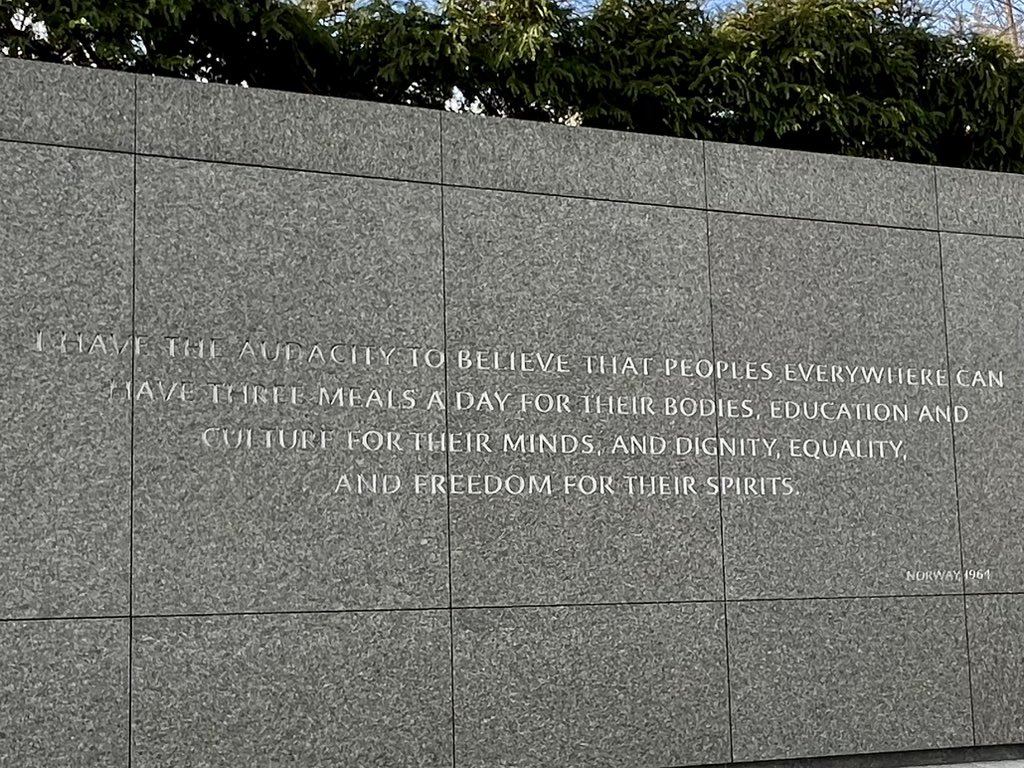 I HAVE THE AUDACITY TO BELIEVE THAT PEOPLES EVERYWHERE CAN
HAVE THREE MEALS A DAY FOR THEIR BODIES, EDUCATION AND
CULTURE FOR THEIR MINDS, AND DIGNITY, EQUALITY,
AND FREEDOM FOR THEIR SPIRITS.
NORWAY, 1964